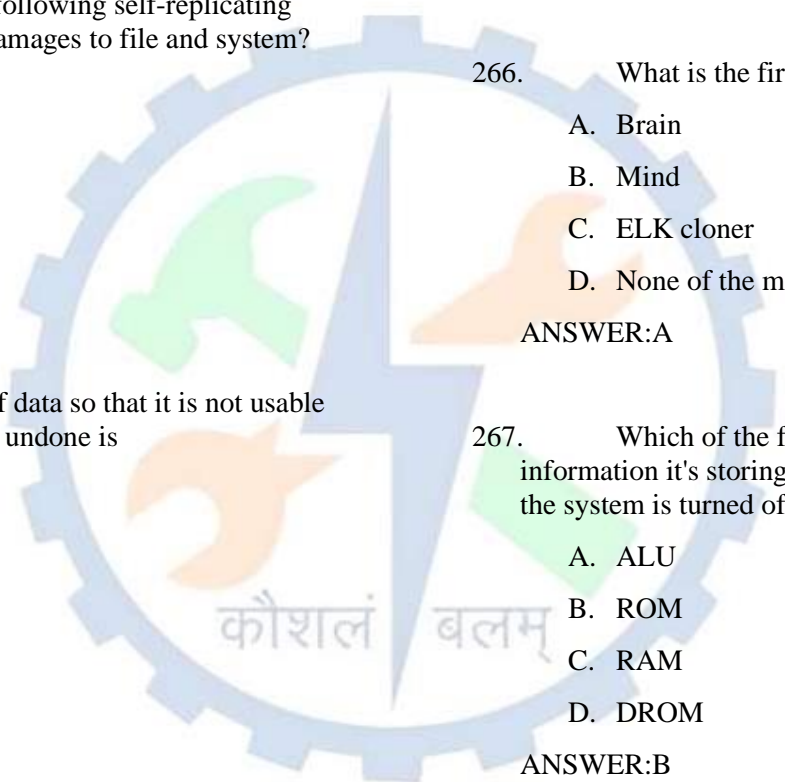 following self-replicating
amages to file and system?
f data so that it is not usable
undone is
266. What is the fir
A. Brain
B. Mind
C. ELK cloner
D. None of the m
ANSWER:A
267. Which of the f
information it's storing
the system is turned of
A. ALU
B. ROM
C. RAM
D. DROM
ANSWER:B
कौशलं बलम्